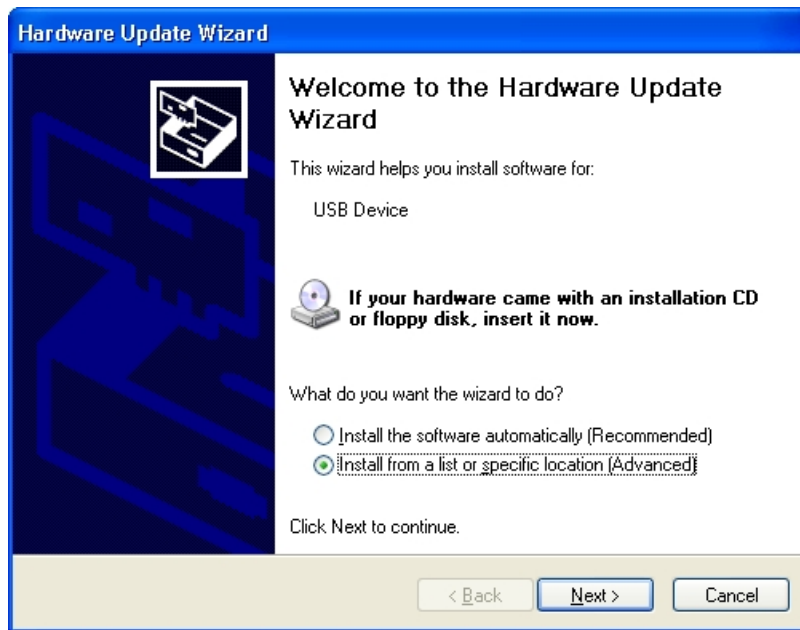 Hardware Update Wizard
Welcome to the Hardware Update
Wizard
This wizard helps you install software for:
USB Device
If your hardware came with an installation CD
or floppy disk, insert it now.
What do you want the wizard to do?
Install the software automatically (Recommended)
Install from a list or specific location (Advanced)
Click Next to continue.
< Back
Next >
Cancel